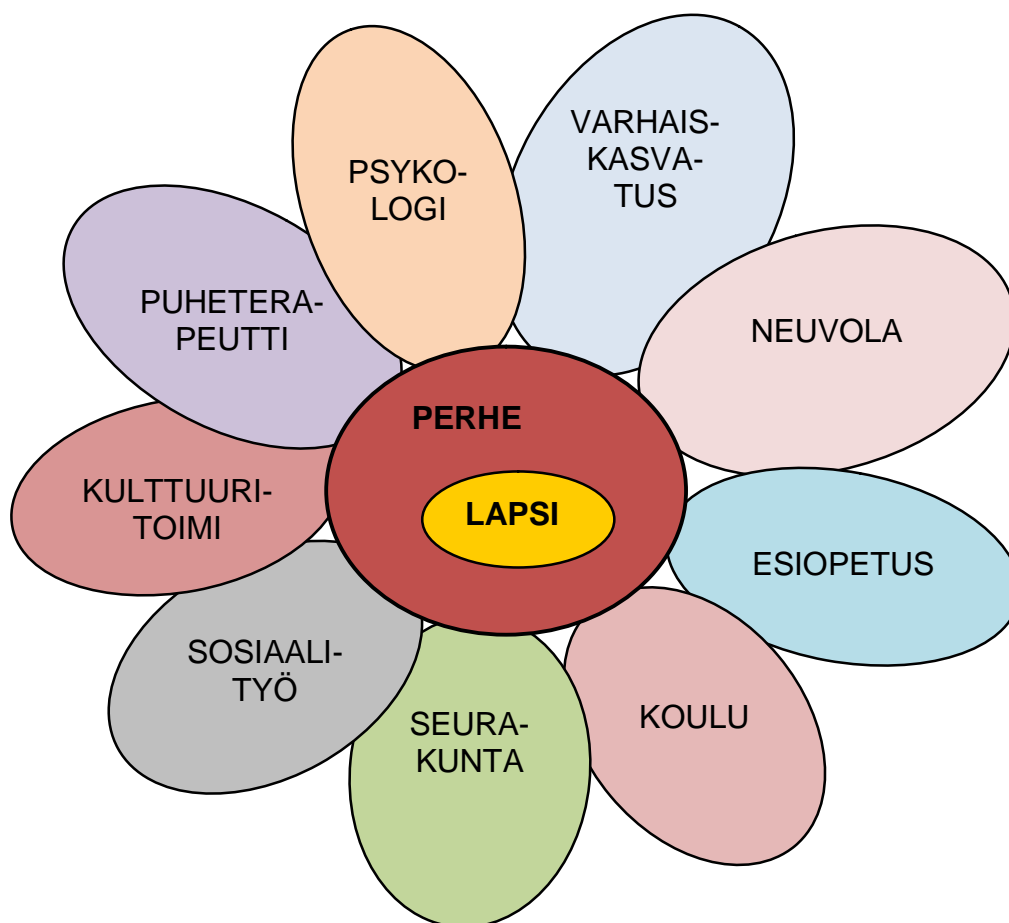 VARHAIS-
KASVA-
TUS
PSYKO-
LOGI
PUHETERA-
PEUTTI
NEUVOLA
PERHE
LAPSI
KULTTUURI-
TOIMI
ESIOPETUS
SOSIAALI-
TYÖ
SEURA-
KUNTA
KOULU